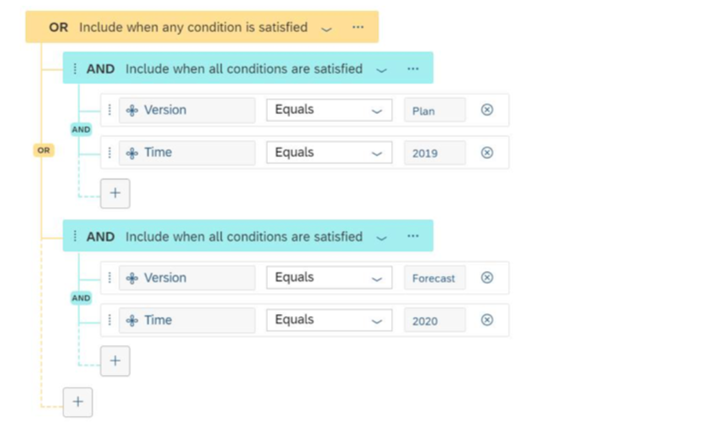 OR Include when any condition is satisfied ...
AND Include when all conditions are satisfied ...
Version Equals Plan
AND
Time Equals 2019
OR
+
AND Include when all conditions are satisfied ...
Version Equals Forecast
AND
Time Equals 2020
+
+